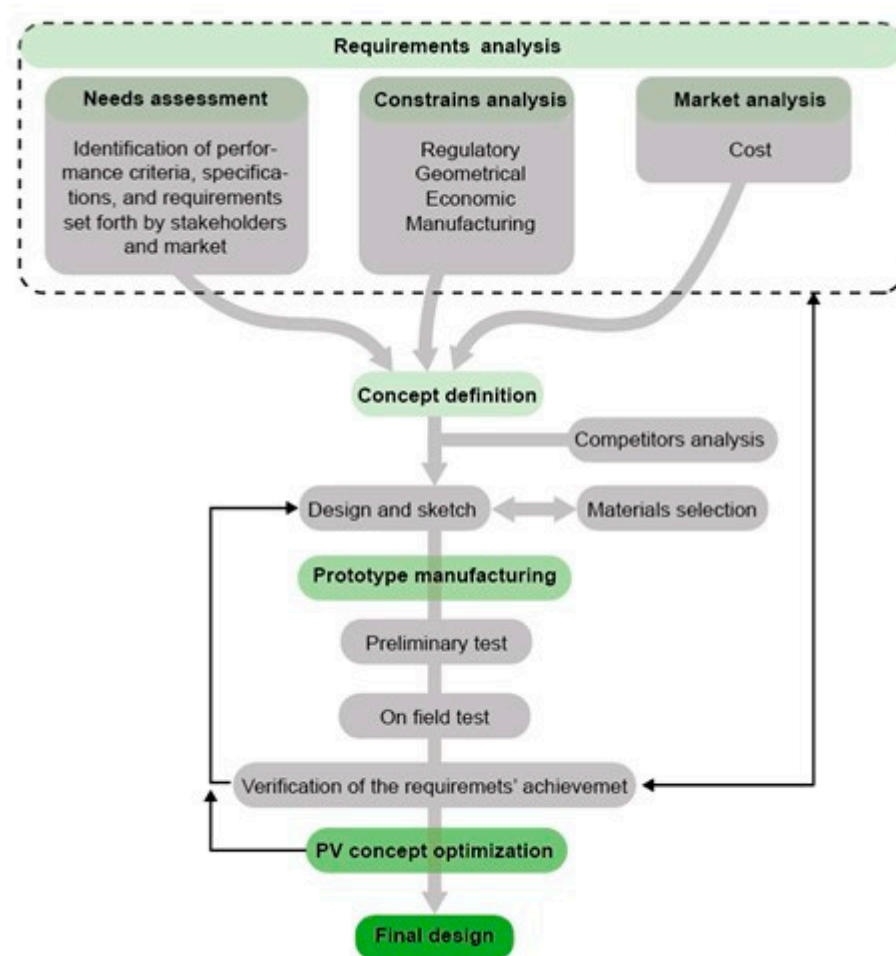 Requirements analysis
Needs assessment
Identification of perfor-
mance criteria, specifica-
tions, and requirements
set forth by stakeholders
and market
Constrains analysis
Regulatory
Geometrical
Economic
Manufacturing
Market analysis
Cost
Concept definition
Competitors analysis
Design and sketch
Materials selection
Prototype manufacturing
Preliminary test
On field test
Verification of the requiremets' achievemet
PV concept optimization
Final design